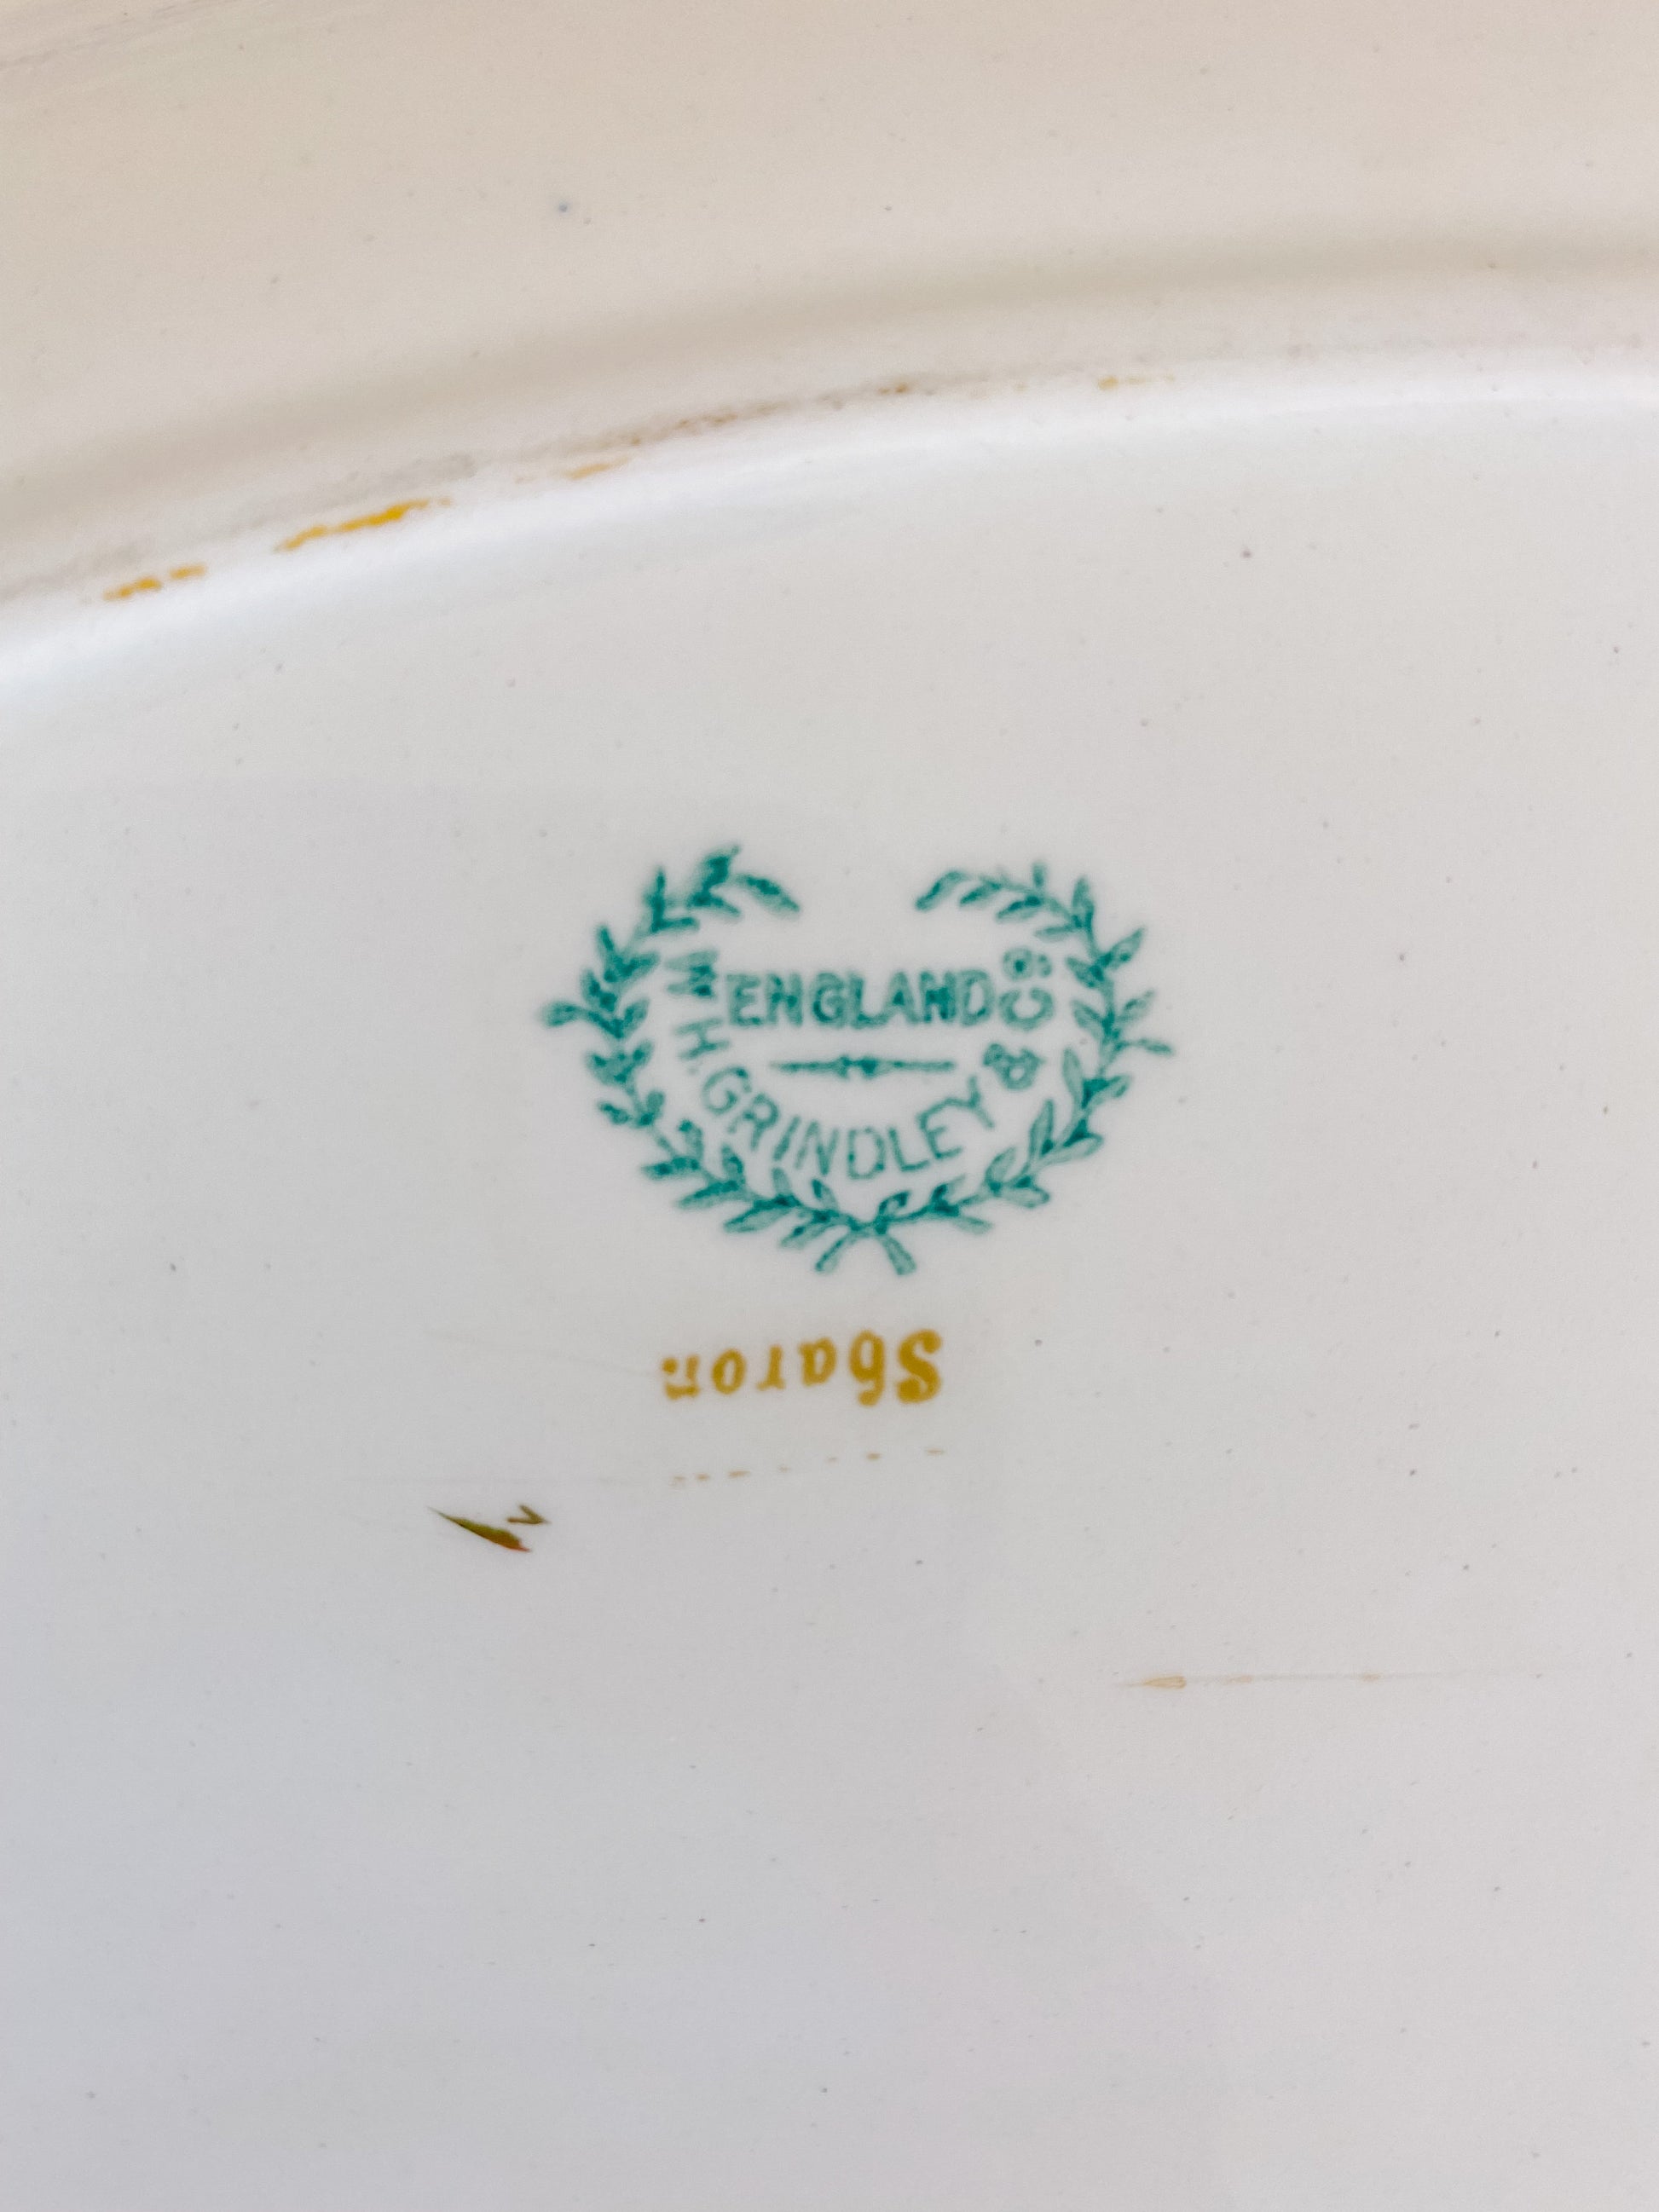 ENGLAND
W.H. GRINDLEY & CO
Sharon